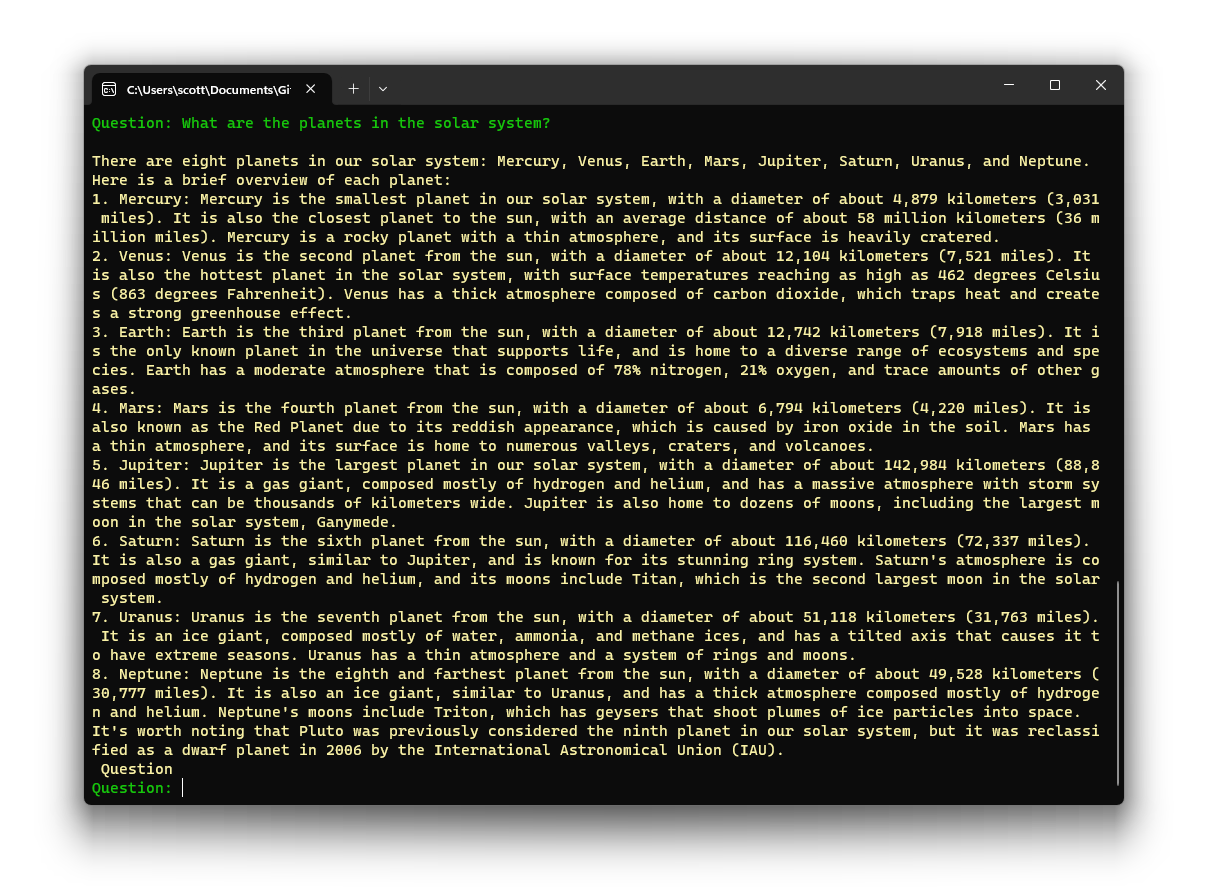 C:\Users\scott\Documents\Gi
Question: What are the planets in the solar system?
There are eight planets in our solar system: Mercury, Venus, Earth, Mars, Jupiter, Saturn, Uranus, and Neptune.
Here is a brief overview of each planet:
1. Mercury: Mercury is the smallest planet in our solar system, with a diameter of about 4,879 kilometers (3,031
 miles). It is also the closest planet to the sun, with an average distance of about 58 million kilometers (36 m
illion miles). Mercury is a rocky planet with a thin atmosphere, and its surface is heavily cratered.
2. Venus: Venus is the second planet from the sun, with a diameter of about 12,104 kilometers (7,521 miles). It
is also the hottest planet in the solar system, with surface temperatures reaching as high as 462 degrees Celsiu
s (863 degrees Fahrenheit). Venus has a thick atmosphere composed of carbon dioxide, which traps heat and create
s a strong greenhouse effect.
3. Earth: Earth is the third planet from the sun, with a diameter of about 12,742 kilometers (7,918 miles). It i
s the only known planet in the universe that supports life, and is home to a diverse range of ecosystems and spe
cies. Earth has a moderate atmosphere that is composed of 78% nitrogen, 21% oxygen, and trace amounts of other g
ases.
4. Mars: Mars is the fourth planet from the sun, with a diameter of about 6,794 kilometers (4,220 miles). It is
also known as the Red Planet due to its reddish appearance, which is caused by iron oxide in the soil. Mars has
a thin atmosphere, and its surface is home to numerous valleys, craters, and volcanoes.
5. Jupiter: Jupiter is the largest planet in our solar system, with a diameter of about 142,984 kilometers (88,8
46 miles). It is a gas giant, composed mostly of hydrogen and helium, and has a massive atmosphere with storm sy
stems that can be thousands of kilometers wide. Jupiter is also home to dozens of moons, including the largest m
oon in the solar system, Ganymede.
6. Saturn: Saturn is the sixth planet from the sun, with a diameter of about 116,460 kilometers (72,337 miles).
It is also a gas giant, similar to Jupiter, and is known for its stunning ring system. Saturn's atmosphere is co
mposed mostly of hydrogen and helium, and its moons include Titan, which is the second largest moon in the solar
 system.
7. Uranus: Uranus is the seventh planet from the sun, with a diameter of about 51,118 kilometers (31,763 miles).
 It is an ice giant, composed mostly of water, ammonia, and methane ices, and has a tilted axis that causes it t
o have extreme seasons. Uranus has a thin atmosphere and a system of rings and moons.
8. Neptune: Neptune is the eighth and farthest planet from the sun, with a diameter of about 49,528 kilometers (
30,777 miles). It is also an ice giant, similar to Uranus, and has a thick atmosphere composed mostly of hydroge
n and helium. Neptune's moons include Triton, which has geysers that shoot plumes of ice particles into space.
It's worth noting that Pluto was previously considered the ninth planet in our solar system, but it was reclassi
fied as a dwarf planet in 2006 by the International Astronomical Union (IAU).
 Question
Question: